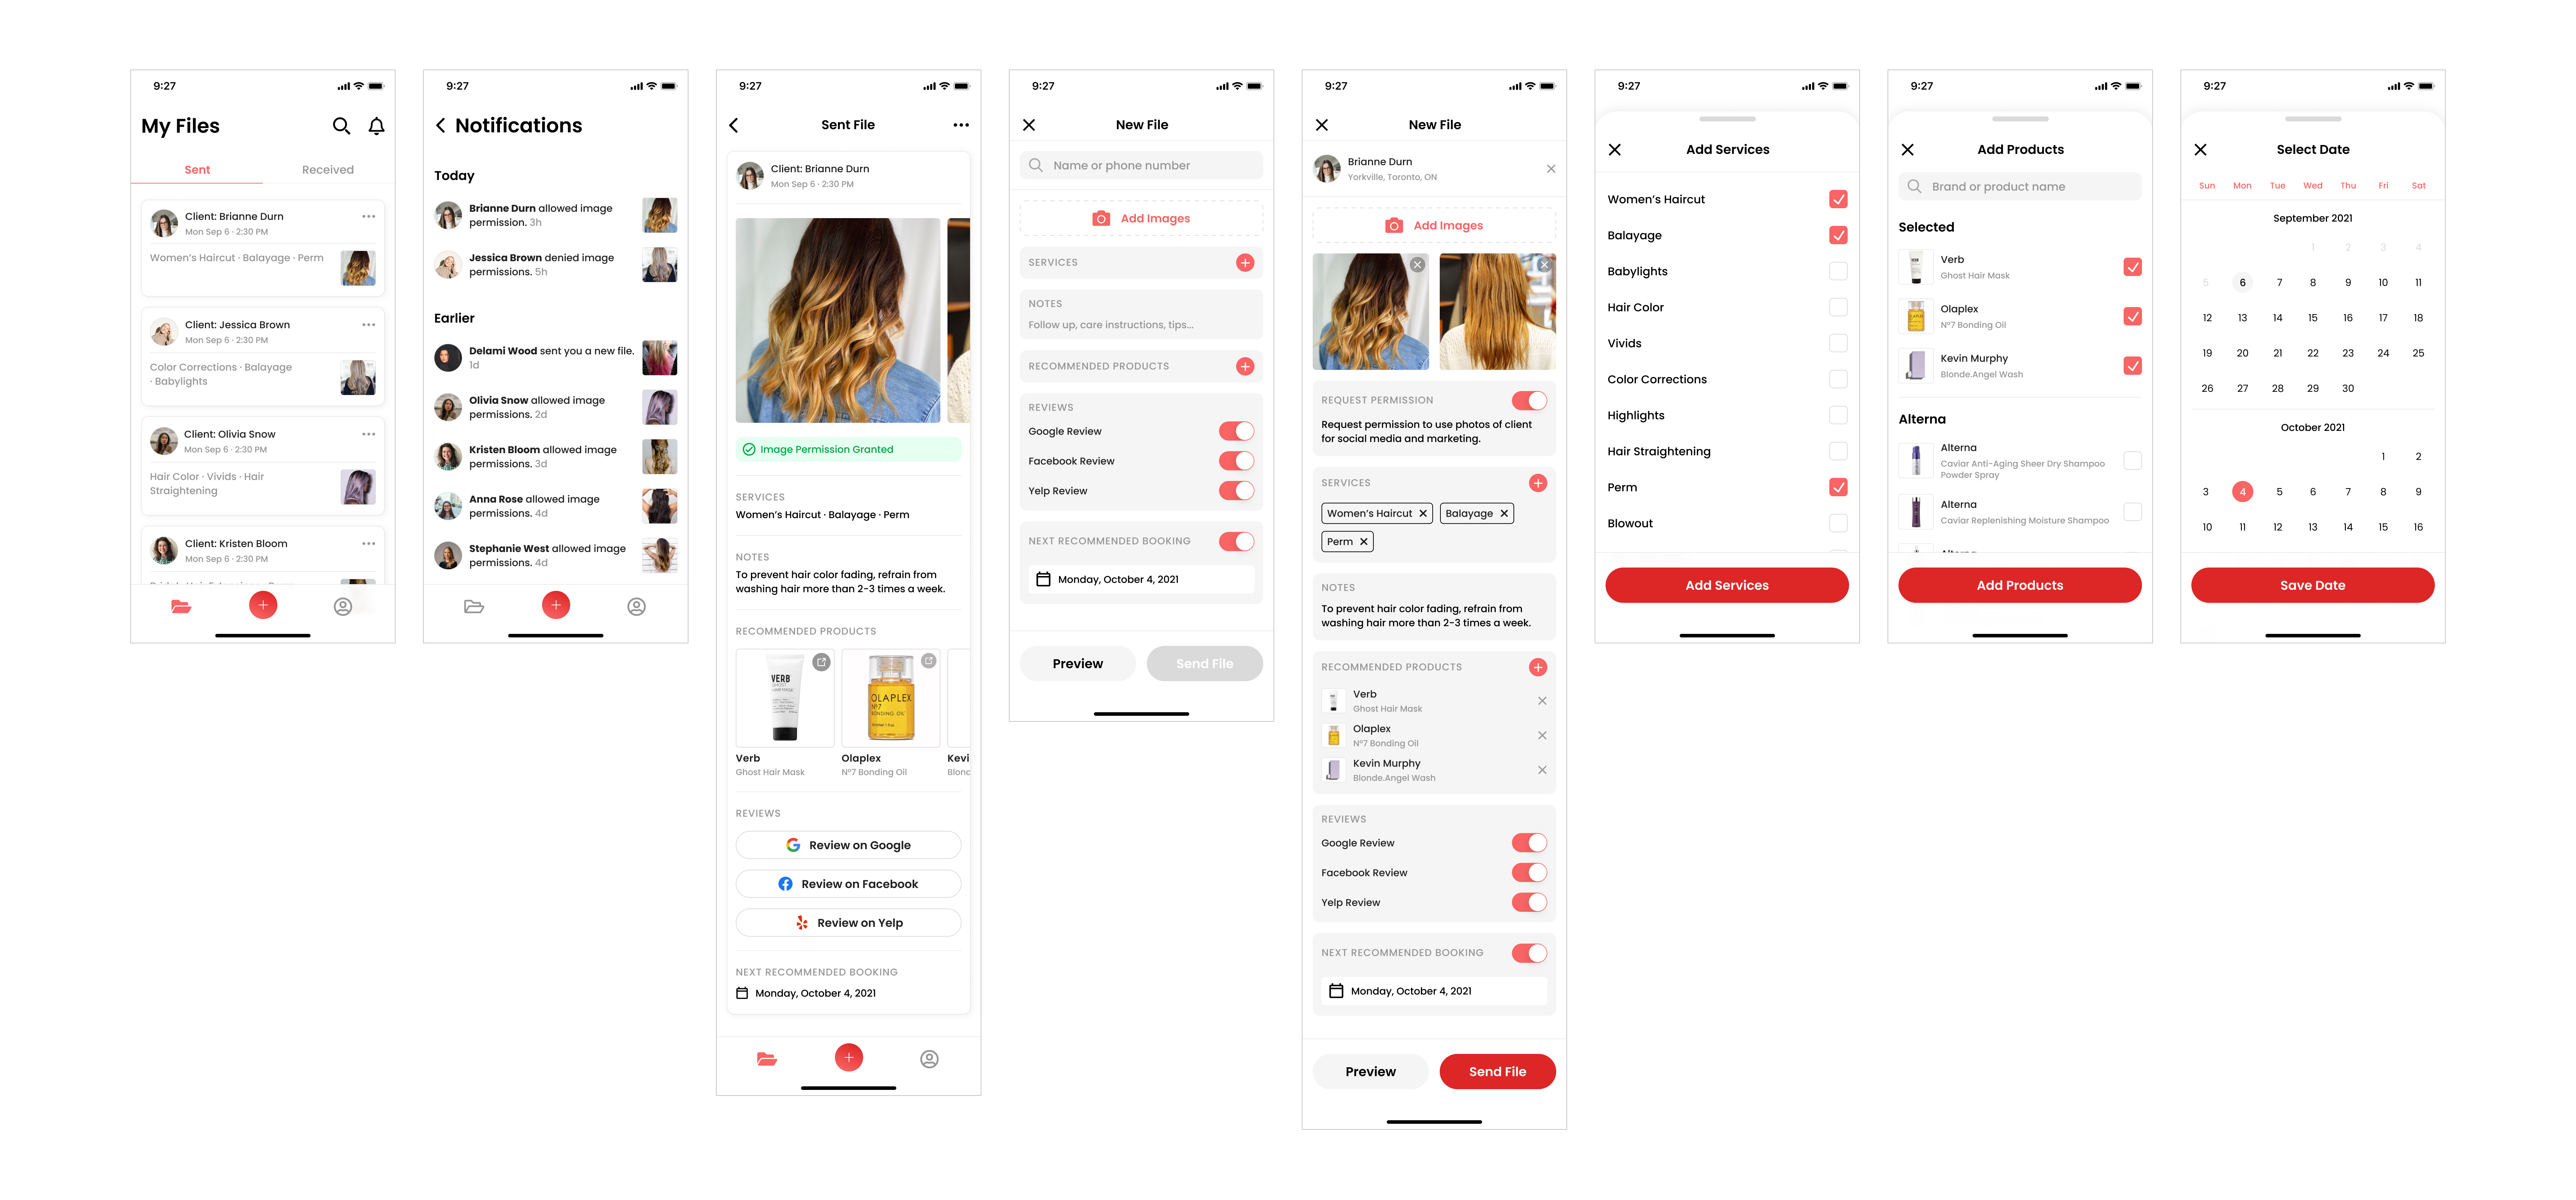 9:27
My Files
Sent
Received
Client: Brianne Durn
Mon Sep 6 · 2:30 PM
Women's Haircut · Balayage · Perm
Client: Jessica Brown
Mon Sep 6 · 2:30 PM
Color Corrections · Balayage
· Babylights
Client: Olivia Snow
Mon Sep 6 · 2:30 PM
Hair Color · Vivids · Hair
Straightening
Client: Kristen Bloom
Mon Sep 6 · 2:30 PM
9:27
Notifications
Today
Brianne Durn allowed image
permission. 3h
Jessica Brown denied image
permissions. 5h
Earlier
Delami Wood sent you a new file.
1d
Olivia Snow allowed image
permissions. 2d
Kristen Bloom allowed image
permissions. 3d
Anna Rose allowed image
permissions. 4d
Stephanie West allowed image
permissions. 4d
9:27
Sent File
Client: Brianne Durn
Mon Sep 6 · 2:30 PM
Image Permission Granted
SERVICES
Women's Haircut · Balayage · Perm
NOTES
To prevent hair color fading, refrain from
washing hair more than 2-3 times a week.
RECOMMENDED PRODUCTS
VERB
GHOST
HAIR MASK
OLAPLEX
Nº7
BONDING OIL
Verb
Ghost Hair Mask
Olaplex
Nº7 Bonding Oil
Kevi
Blond
REVIEWS
Review on Google
Review on Facebook
Review on Yelp
NEXT RECOMMENDED BOOKING
Monday, October 4, 2021
9:27
New File
Name or phone number
Add Images
SERVICES
NOTES
Follow up, care instructions, tips...
RECOMMENDED PRODUCTS
REVIEWS
Google Review
Facebook Review
Yelp Review
NEXT RECOMMENDED BOOKING
Monday, October 4, 2021
Preview
Send File
9:27
New File
Brianne Durn
Yorkville, Toronto, ON
Add Images
REQUEST PERMISSION
Request permission to use photos of client
for social media and marketing.
SERVICES
Women's Haircut
Balayage
Perm
NOTES
To prevent hair color fading, refrain from
washing hair more than 2-3 times a week.
RECOMMENDED PRODUCTS
Verb
Ghost Hair Mask
Olaplex
Nº7 Bonding Oil
Kevin Murphy
Blonde.Angel Wash
REVIEWS
Google Review
Facebook Review
Yelp Review
NEXT RECOMMENDED BOOKING
Monday, October 4, 2021
Preview
Send File
9:27
Add Services
Women's Haircut
Balayage
Babylights
Hair Color
Vivids
Color Corrections
Highlights
Hair Straightening
Perm
Blowout
Add Services
9:27
Add Products
Brand or product name
Selected
Verb
Ghost Hair Mask
Olaplex
Nº7 Bonding Oil
Kevin Murphy
Blonde.Angel Wash
Alterna
Alterna
Caviar Anti-Aging Sheer Dry Shampoo
Powder Spray
Alterna
Caviar Replenishing Moisture Shampoo
Add Products
9:27
Select Date
Sun Mon Tue Wed Thu Fri Sat
September 2021
1 2 3 4
5 6 7 8 9 10 11
12 13 14 15 16 17 18
19 20 21 22 23 24 25
26 27 28 29 30
October 2021
1 2
3 4 5 6 7 8 9
10 11 12 13 14 15 16
Save Date